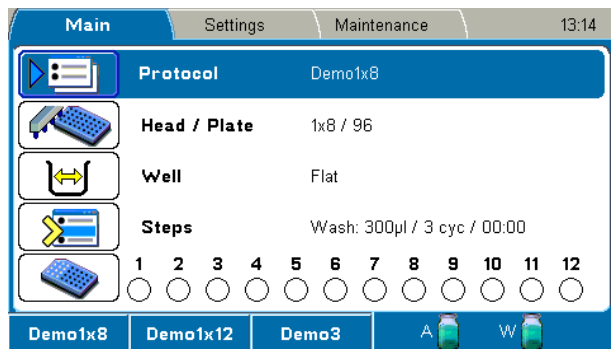 Main Settings Maintenance 13:14
Protocol Demo1x8
Head / Plate 1x8 / 96
Well Flat
Steps Wash: 300µl / 3 cyc / 00:00
1 2 3 4 5 6 7 8 9 10 11 12
Demo1x8 Demo1x12 Demo3 A W